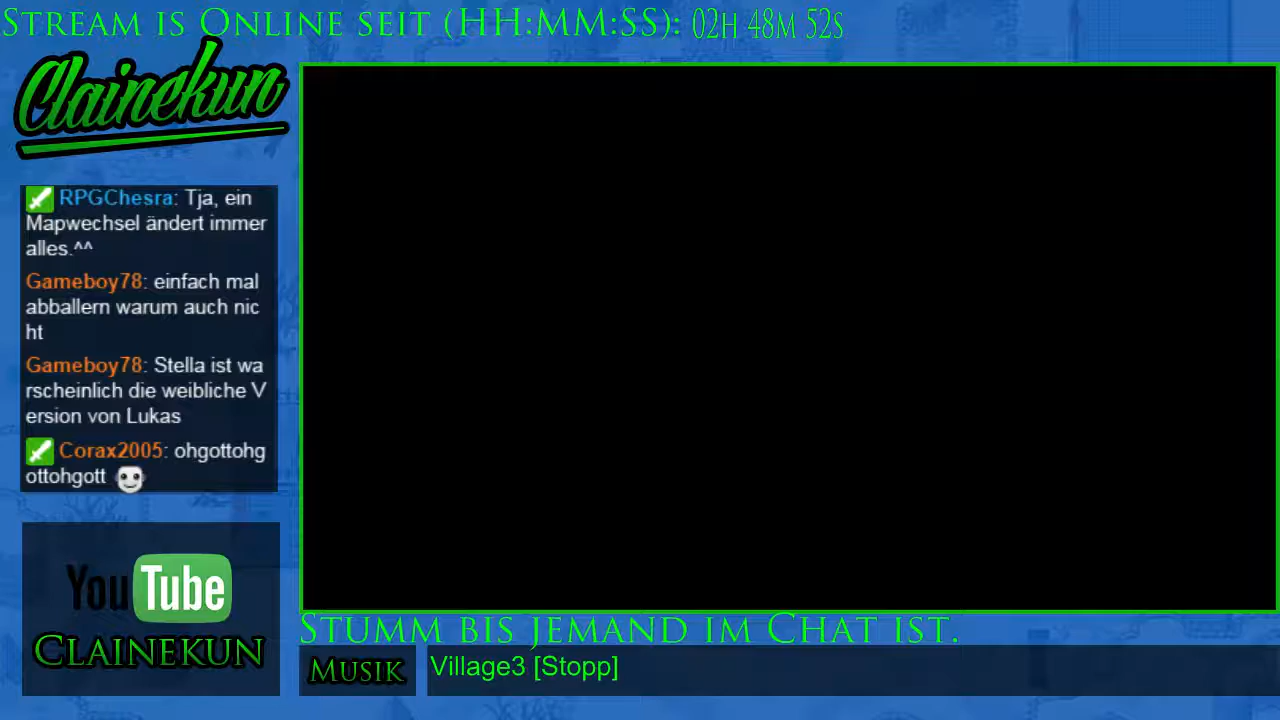 Stream is Online seit (HH:MM:SS): 02h 48m 52s
Clainekun
RPGChesra: Tja, ein
Mapwechsel ändert immer
alles.^^
Gameboy78: einfach mal
abballern warum auch nic
ht
Gameboy78: Stella ist wa
rscheinlich die weibliche V
ersion von Lukas
Corax2005: ohgottohg
ottohgott
YouTube
Clainekun
Stumm bis jemand im Chat ist.
Musik
Village3 [Stopp]